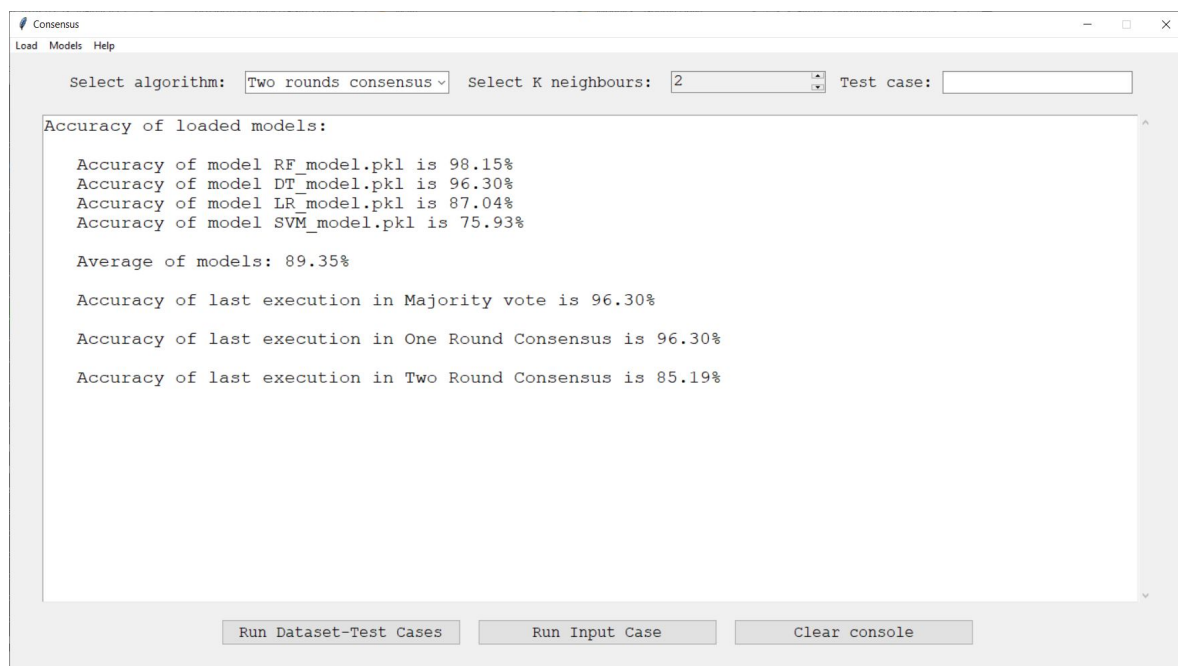 Consensus
Load Models Help
Select algorithm: Two rounds consensus Select K neighbours: 2 Test case:
Accuracy of loaded models:
Accuracy of model RF_model.pkl is 98.15%
Accuracy of model DT_model.pkl is 96.30%
Accuracy of model LR_model.pkl is 87.04%
Accuracy of model SVM_model.pkl is 75.93%
Average of models: 89.35%
Accuracy of last execution in Majority vote is 96.30%
Accuracy of last execution in One Round Consensus is 96.30%
Accuracy of last execution in Two Round Consensus is 85.19%
Run Dataset-Test Cases Run Input Case Clear console